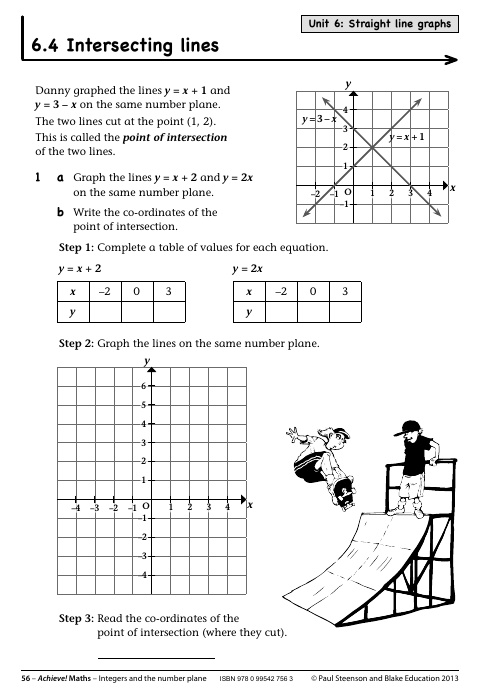 Unit 6: Straight line graphs
6.4 Intersecting lines
Danny graphed the lines y = x + 1 and
y = 3 – x on the same number plane.
The two lines cut at the point (1, 2).
This is called the point of intersection
of the two lines.
y
4
3
2
1
–2 –1 O 1 2 3 4 x
–1
y = 3 – x
y = x + 1
1 a Graph the lines y = x + 2 and y = 2x
on the same number plane.
b Write the co-ordinates of the
point of intersection.
Step 1: Complete a table of values for each equation.
y = x + 2
x –2 0 3
y
y = 2x
x –2 0 3
y
Step 2: Graph the lines on the same number plane.
y
6
5
4
3
2
1
–4 –3 –2 –1 O 1 2 3 4 x
–1
–2
–3
–4
Step 3: Read the co-ordinates of the
point of intersection (where they cut).
56 – Achieve! Maths – Integers and the number plane ISBN 978 0 99542 756 3 © Paul Steenson and Blake Education 2013